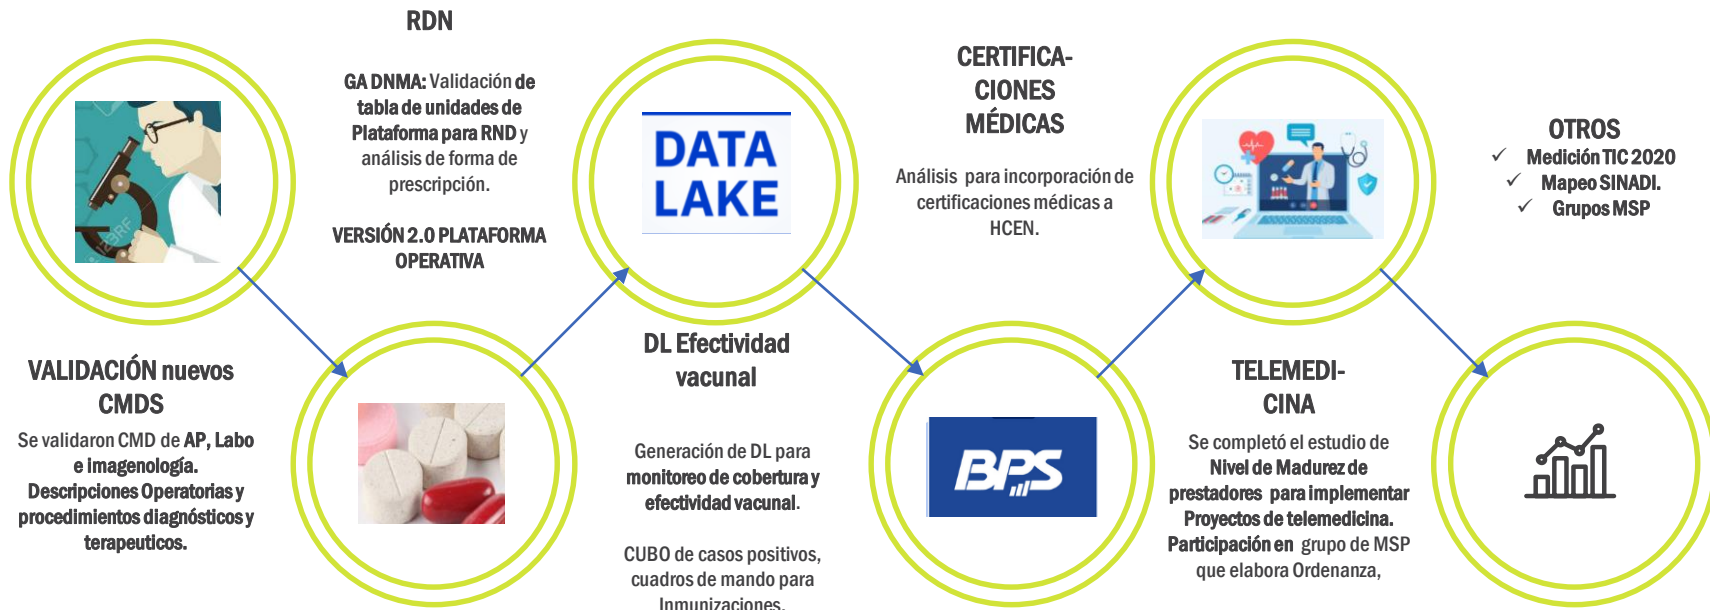 RDN
GA DNMA: Validación de
tabla de unidades de
Plataforma para RND y
análisis de forma de
prescripción.
VERSIÓN 2.0 PLATAFORMA
OPERATIVA
DATA
LAKE
CERTIFICA-
CIONES
MÉDICAS
Análisis para incorporación de
certificaciones médicas a
HCEN.
OTROS
✓ Medición TIC 2020
✓ Mapeo SINADI.
✓ Grupos MSP
VALIDACIÓN nuevos
CMDS
Se validaron CMD de AP, Labo
e Imagenología.
Descripciones Operatorias y
procedimientos diagnósticos y
terapeuticos.
DL Efectividad
vacunal
Generación de DL para
monitoreo de cobertura y
efectividad vacunal.
CUBO de casos positivos,
cuadros de mando para
Inmunizaciones.
BPS
TELEMEDI-
CINA
Se completó el estudio de
Nivel de Madurez de
prestadores para implementar
Proyectos de telemedicina.
Participación en grupo de MSP
que elabora Ordenanza,